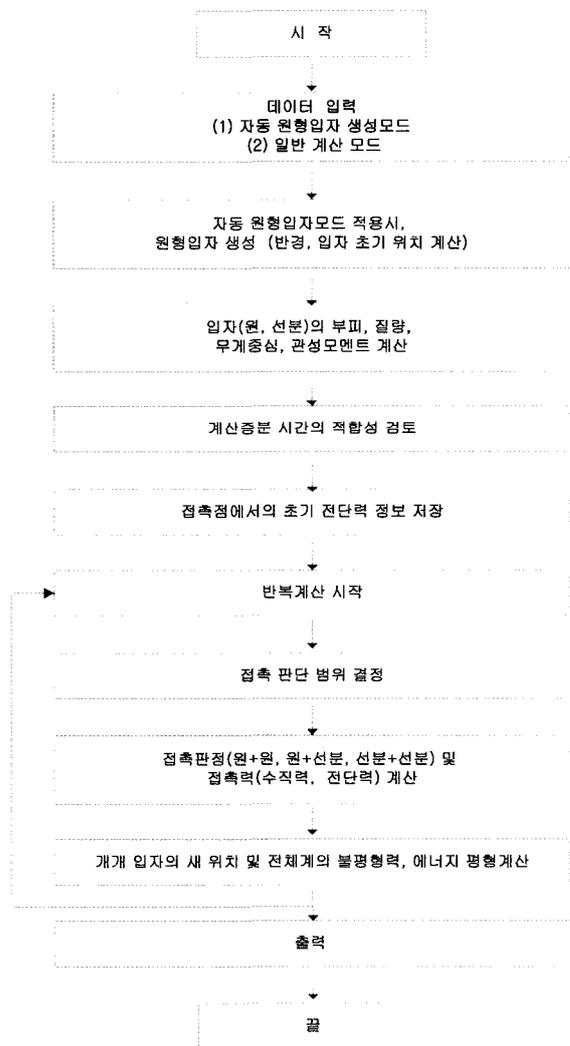 시 작
데이터 입력
(1) 자동 원형입자 생성모드
(2) 일반 계산 모드
자동 원형입자모드 적용시,
원형입자 생성 (반경, 입자 초기 위치 계산)
입자(원, 선분)의 부피, 질량,
무게중심, 관성모멘트 계산
계산증분 시간의 적합성 검토
접촉점에서의 초기 전단력 정보 저장
반복계산 시작
접촉 판단 범위 결정
접촉판정(원+원, 원+선분, 선분+선분) 및
접촉력(수직력, 전단력) 계산
개개 입자의 새 위치 및 전체계의 불평형력, 에너지 평형계산
출력
끝